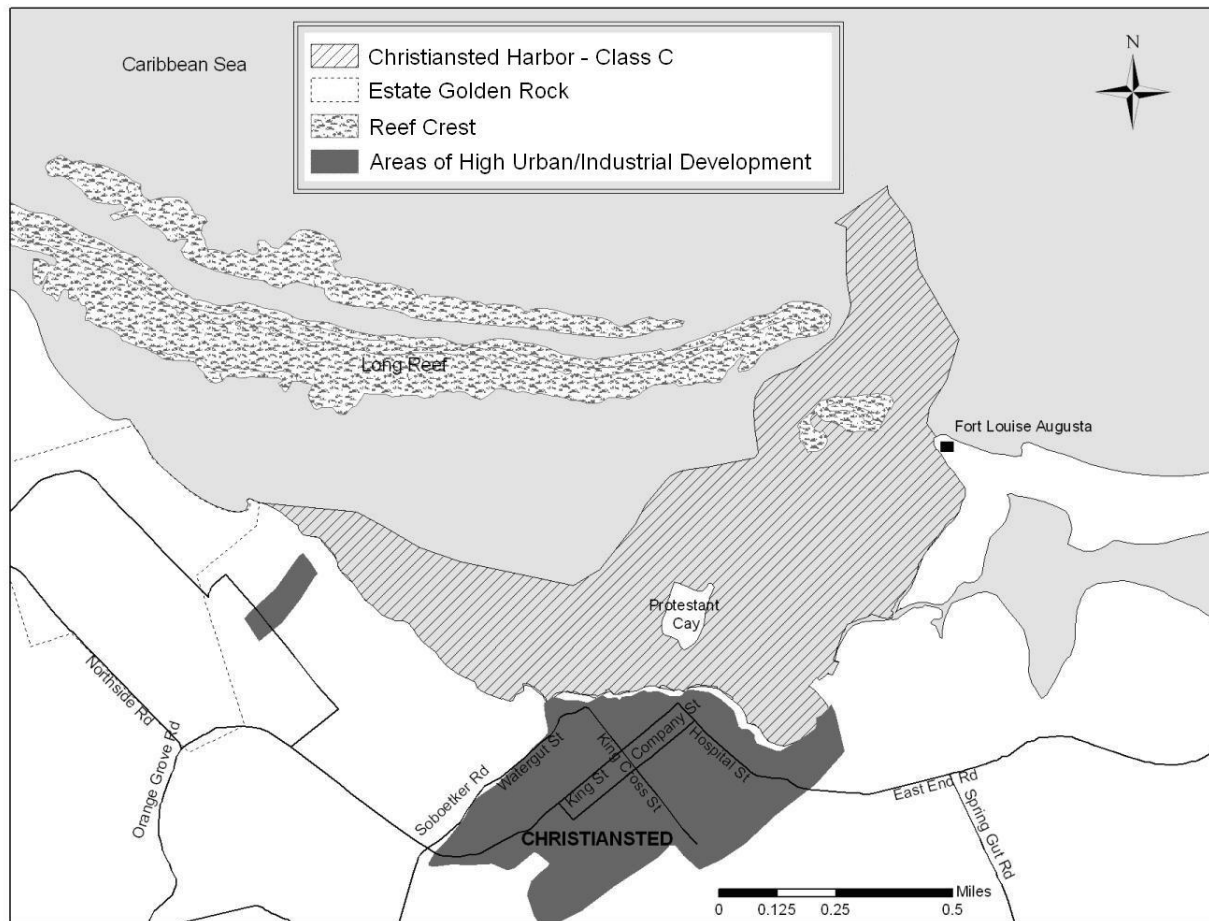 Caribbean Sea
Christiansted Harbor - Class C
Estate Golden Rock
Reef Crest
Areas of High Urban/Industrial Development
N
Long Reef
Fort Louise Augusta
Protestant
Cay
Northside Rd
Orange Grove Rd
Soboetker Rd
Watergut St
King St
Company St
King Cross St
Hospital St
East End Rd
Spring Gut Rd
CHRISTIANSTED
Miles
0 0.125 0.25 0.5